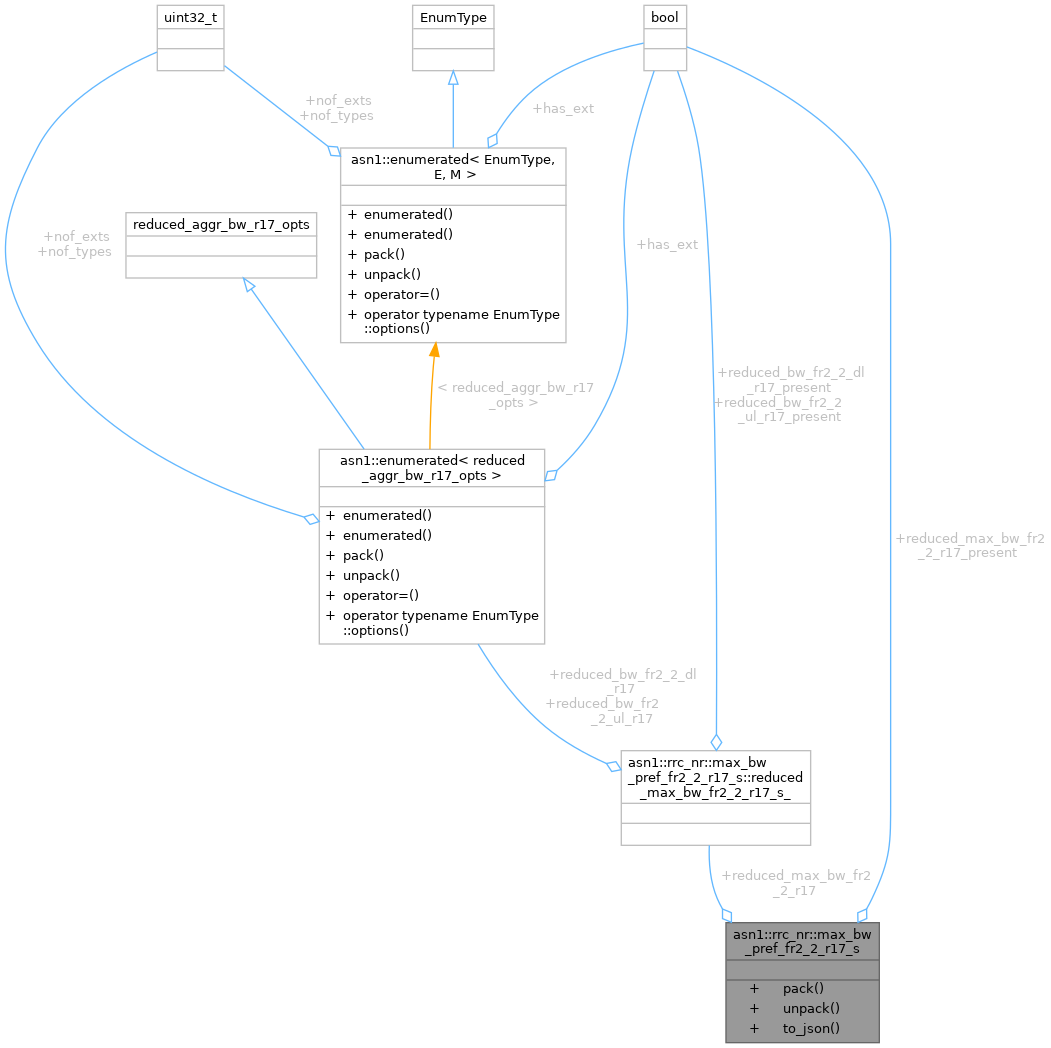 uint32_t
EnumType
bool
+nof_exts
+nof_types
+has_ext
asn1::enumerated< EnumType,
E, M >
+ enumerated()
+ enumerated()
+ pack()
+ unpack()
+ operator=()
+ operator typename EnumType
::options()
reduced_aggr_bw_r17_opts
+nof_exts
+nof_types
+has_ext
< reduced_aggr_bw_r17
_opts >
+reduced_bw_fr2_2_dl
_r17_present
+reduced_bw_fr2_2
_ul_r17_present
asn1::enumerated< reduced
_aggr_bw_r17_opts >
+ enumerated()
+ enumerated()
+ pack()
+ unpack()
+ operator=()
+ operator typename EnumType
::options()
+reduced_max_bw_fr2
_2_r17_present
+reduced_bw_fr2_2_dl
_r17
+reduced_bw_fr2
_2_ul_r17
asn1::rrc_nr::max_bw
_pref_fr2_2_r17_s::reduced
_max_bw_fr2_2_r17_s_
+reduced_max_bw_fr2
_2_r17
asn1::rrc_nr::max_bw
_pref_fr2_2_r17_s
+ pack()
+ unpack()
+ to_json()